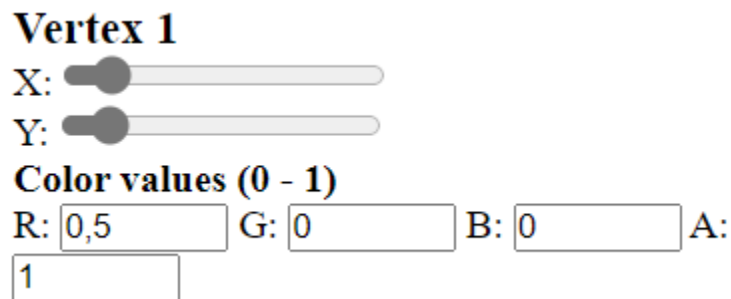 Vertex 1
X:
Y:
Color values (0 - 1)
R: 0,5 G: 0 B: 0 A:
1